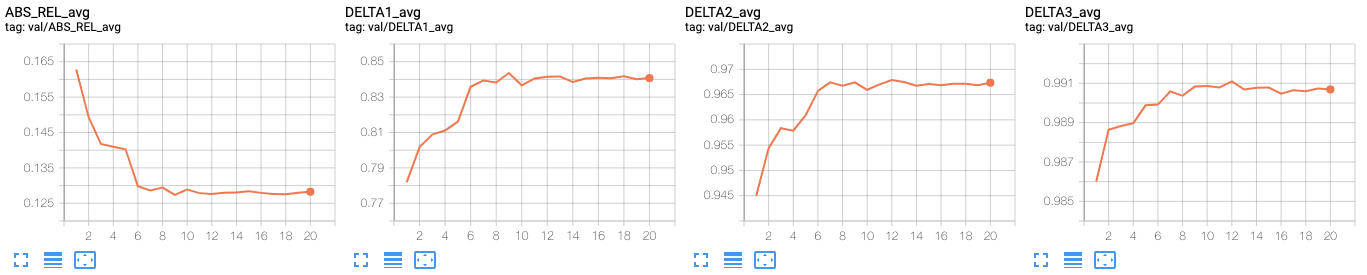 ABS_REL_avg
tag: val/ABS_REL_avg
0.165
0.155
0.145
0.135
0.125
2 4 6 8 10 12 14 16 18 20
DELTA1_avg
tag: val/DELTA1_avg
0.85
0.83
0.81
0.79
0.77
2 4 6 8 10 12 14 16 18 20
DELTA2_avg
tag: val/DELTA2_avg
0.97
0.965
0.96
0.955
0.95
0.945
2 4 6 8 10 12 14 16 18 20
DELTA3_avg
tag: val/DELTA3_avg
0.991
0.989
0.987
0.985
2 4 6 8 10 12 14 16 18 20